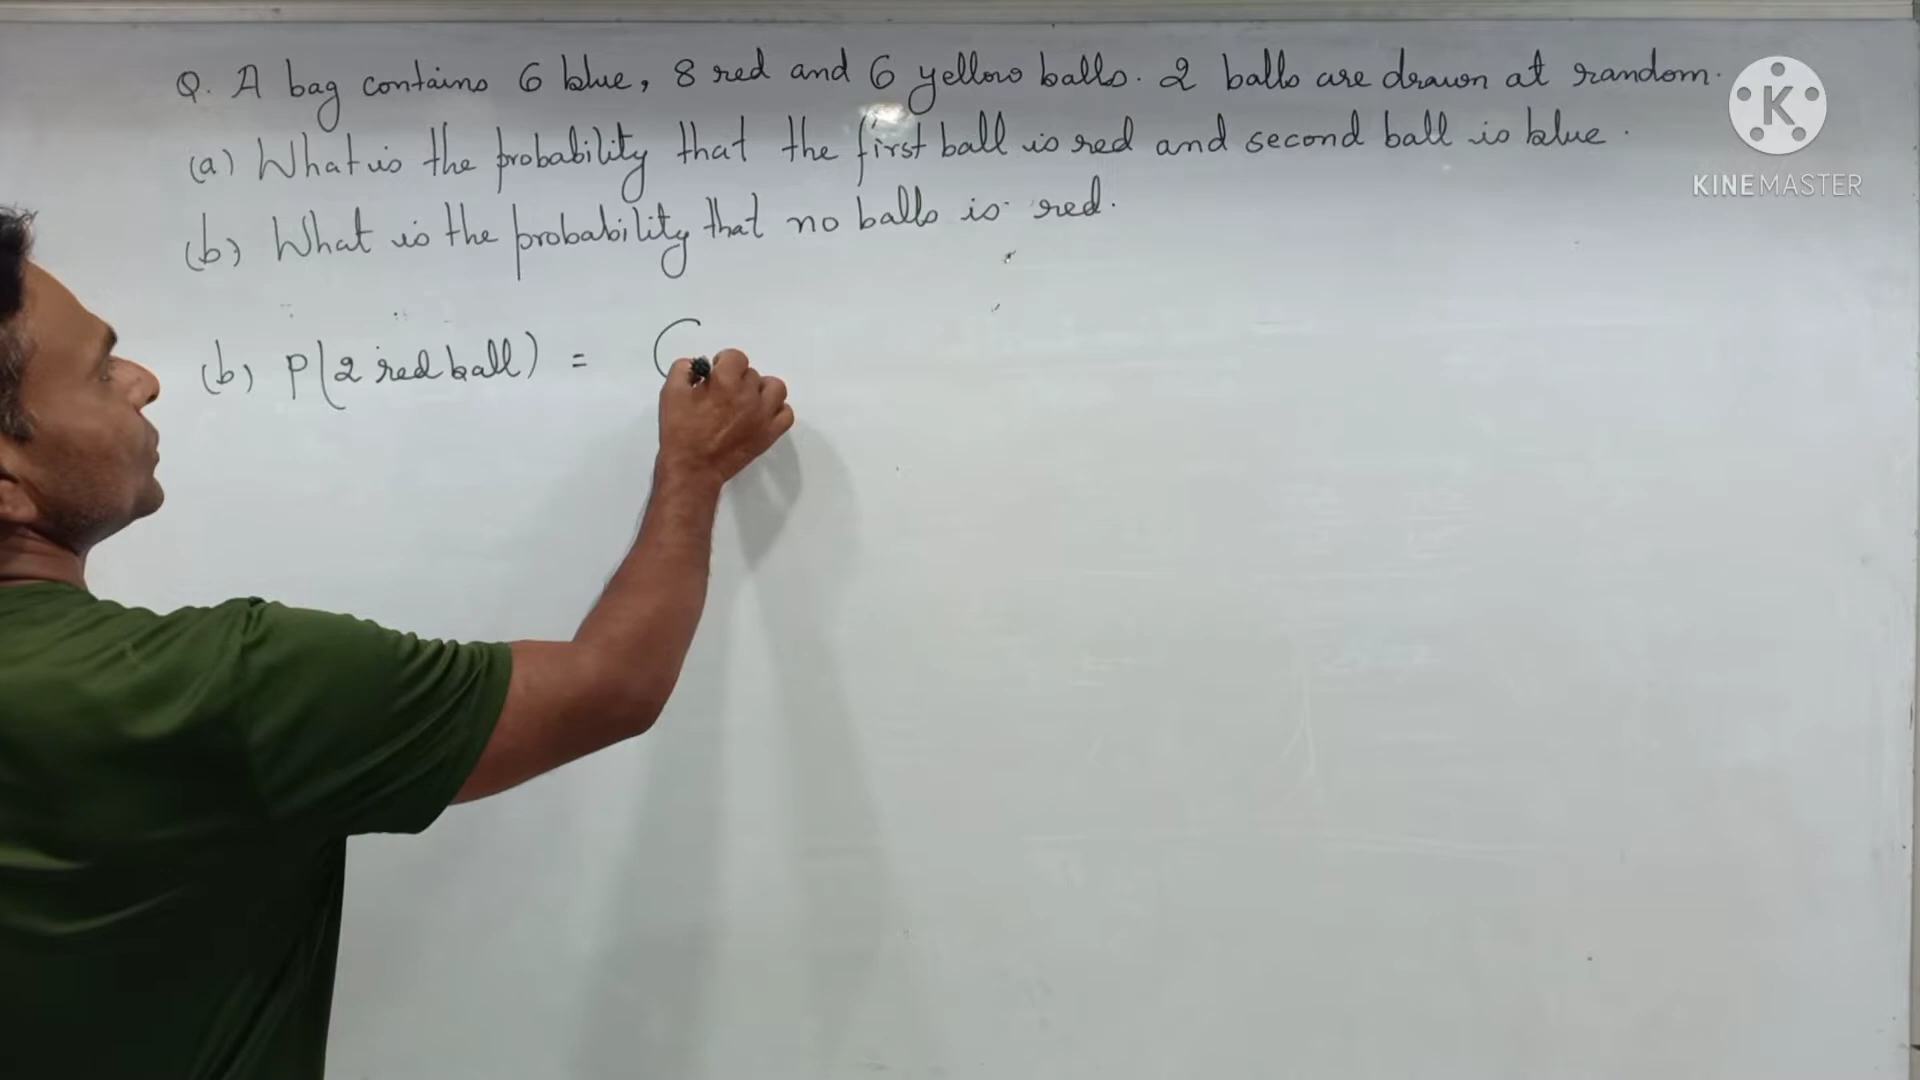 Q. A bag contains 6 blue, 8 red and 6 yellow balls. 2 balls are drawn at random.
(a) What is the probability that the first ball is red and second ball is blue.
(b) What is the probability that no balls is red.
(b) P(2 red ball) = C
K
KINEMASTER